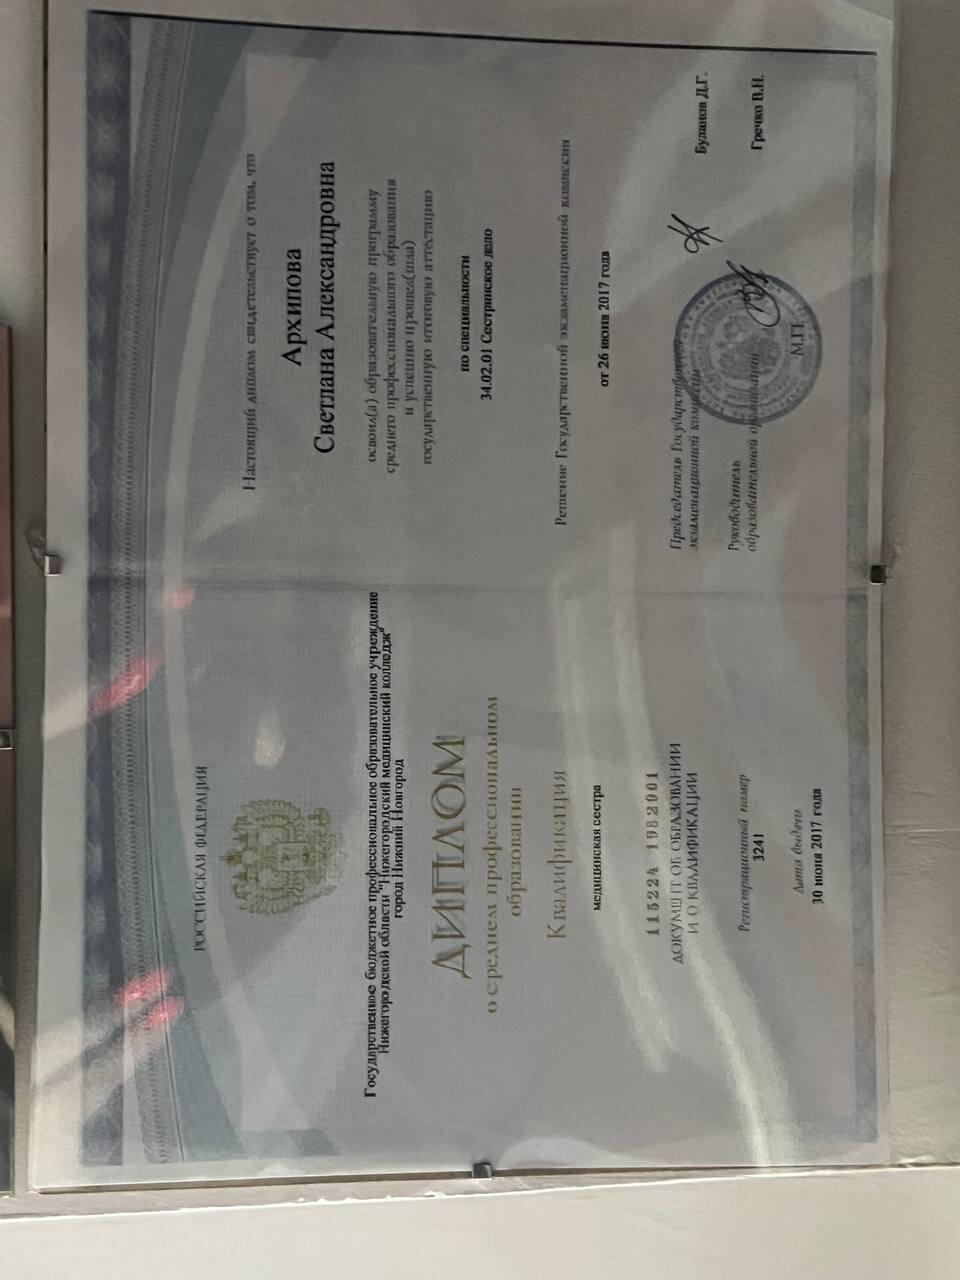 РОССИЙСКАЯ ФЕДЕРАЦИЯ
Государственное бюджетное профессиональное образовательное учреждение
Нижегородской области "Нижегородский медицинский колледж"
город Нижний Новгород
ДИПЛОМ
о среднем профессиональном
образовании
Квалификация
медицинская сестра
115224 1982901
ДОКУМЕНТ ОБ ОБРАЗОВАНИИ
И О КВАЛИФИКАЦИИ
Регистрационный номер
3241
Дата выдачи
30 июня 2017 года
Настоящий диплом свидетельствует о том, что
Архипова
Светлана Александровна
освоил(а) образовательную программу
среднего профессионального образования
и успешно прошел(шла)
государственную итоговую аттестацию
по специальности
34.02.01 Сестринское дело
Решение Государственной экзаменационной комиссии
от 26 июня 2017 года
Председатель Государственной
экзаменационной комиссии
Буланов Д.Г.
Руководитель
образовательной организации
Гречко В.Н.
М.П.